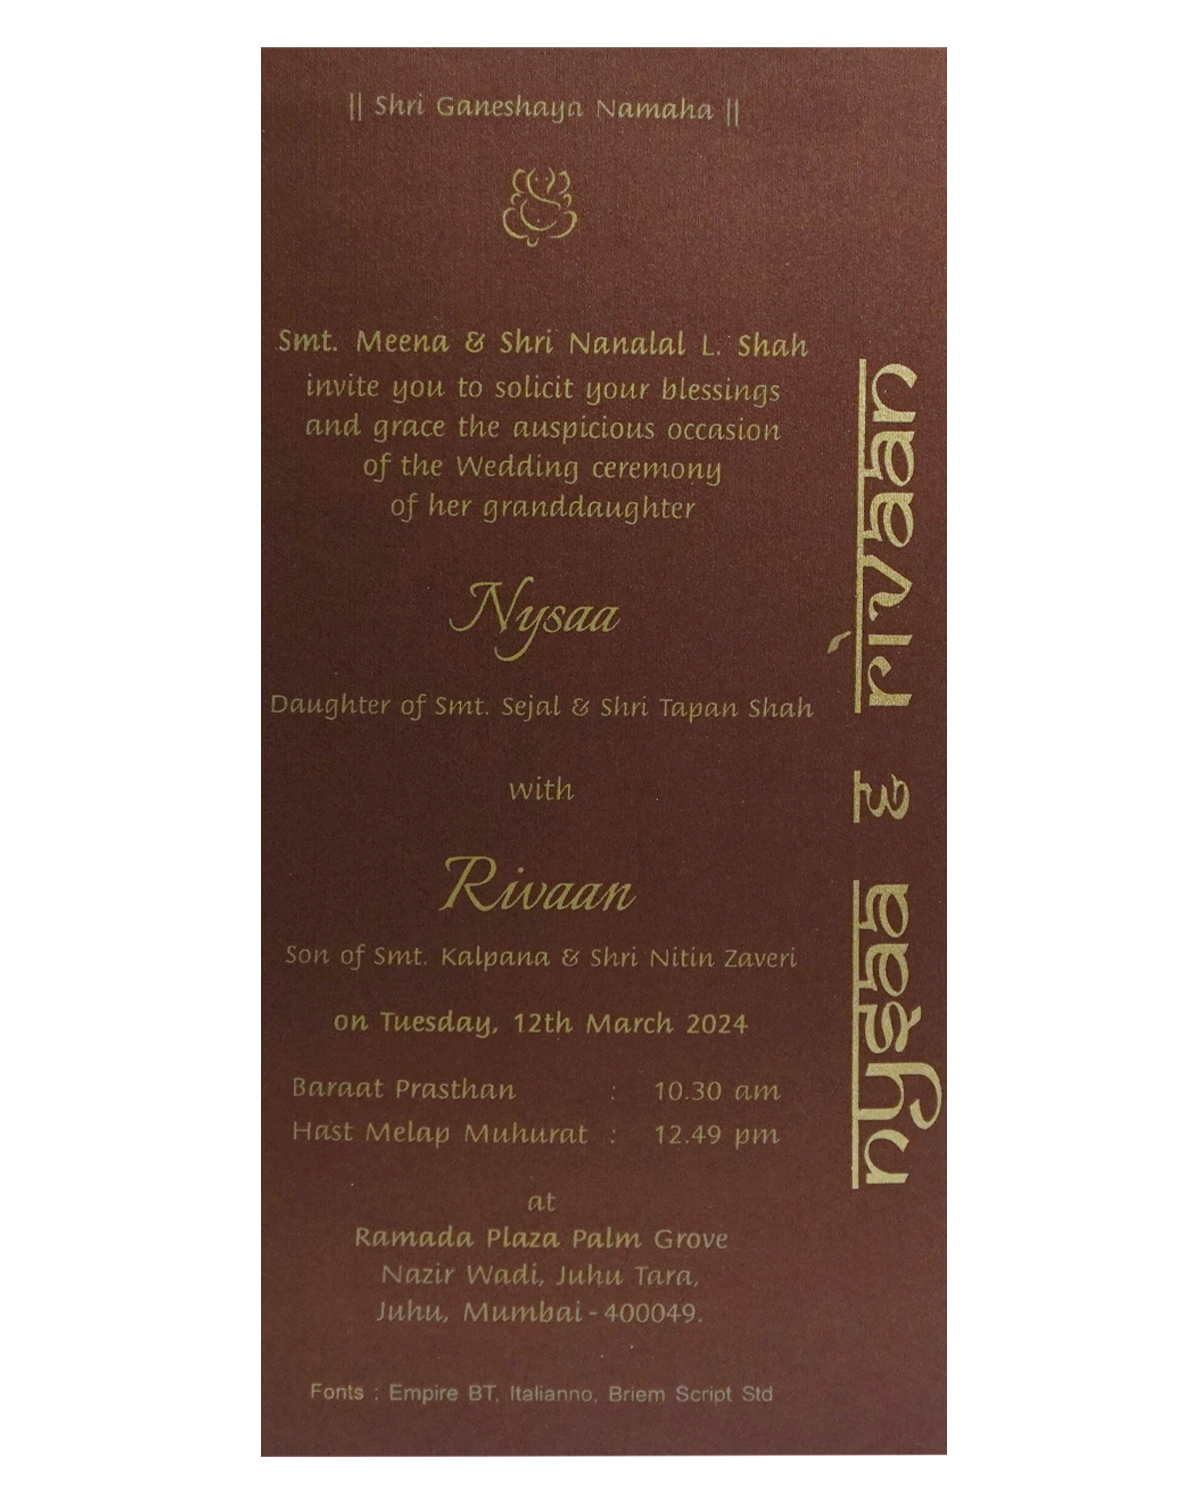 || Shri Ganeshaya Namaha ||
Smt. Meena & Shri Nanalal L. Shah
invite you to solicit your blessings
and grace the auspicious occasion
of the Wedding ceremony
of her granddaughter
Nysaa
Daughter of Smt. Sejal & Shri Tapan Shah
with
Rivaan
Son of Smt. Kalpana & Shri Nitin Zaveri
on Tuesday, 12th March 2024
Baraat Prasthan : 10.30 am
Hast Melap Muhurat : 12.49 pm
at
Ramada Plaza Palm Grove
Nazir Wadi, Juhu Tara,
Juhu, Mumbai - 400049.
Fonts : Empire BT, Italianno, Briem Script Std
nysaa & rivaan